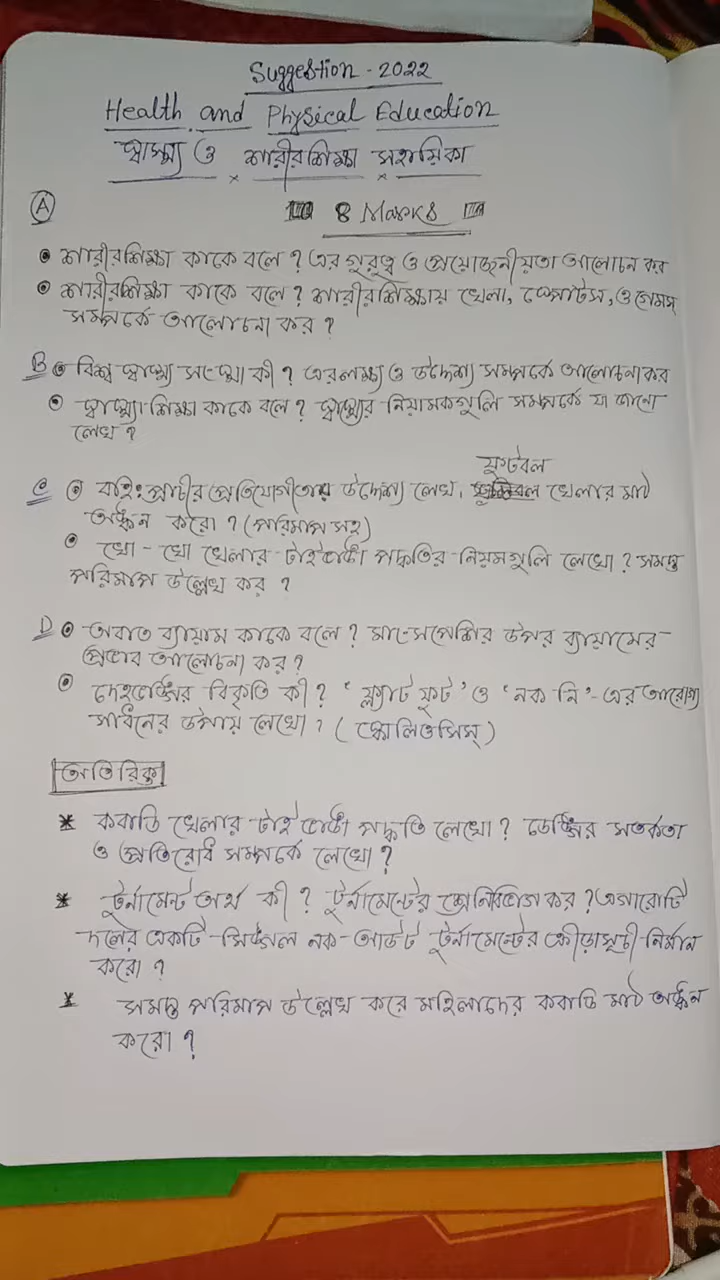 Suggestion - 2022
Health and Physical Education
স্বাস্থ্য ও শারীরশিক্ষা সহায়িকা
A 8 Marks
শারীরশিক্ষা কাকে বলে ? এর গুরুত্ব ও প্রয়োজনীয়তা আলোচন কর
শারীরশিক্ষা কাকে বলে ? শারীরশিক্ষায় খেলা, স্পোর্টস, ও গেমস্
সম্পর্কে আলোচনা কর ?
B বিশ্ব স্বাস্থ্য সংস্থা কী ? এর লক্ষ্য ও উদ্দেশ্য সম্পর্কে আলোচনা কর
স্বাস্থ্য শিক্ষা কাকে বলে ? স্বাস্থ্যের নিয়ামকগুলি সম্পর্কে যা জানো
লেখ ?
ফুটবল
C বহিঃপ্রাচীর প্রতিযোগীতার উদ্দেশ্য লেখ, খেলার মাঠ
অঙ্কন করো ? (পরিমাপ সহ)
খো - খো খেলার টাইভাঙা পদ্ধতির নিয়মগুলি লেখো ? সমস্ত
পরিমাপ উল্লেখ কর ?
D অবাত ব্যায়াম কাকে বলে ? মাংসপেশির উপর ব্যায়ামের
প্রভাব আলোচনা কর ?
দেহভঙ্গির বিকৃতি কী ? ‘ফ্ল্যাট ফুট’ ও ‘নক নি’-এর আরোগ্য
সাধনের উপায় লেখো ? (স্কোলিওসিস্)
অতিরিক্ত
* কবাডি খেলার টাই ভাঙা পদ্ধতি লেখো ? ভঙ্গির সতর্কতা
ও প্রতিরোধ সম্পর্কে লেখো ?
* টুর্নামেন্ট অর্থ কী ? টুর্নামেন্টের শ্রেনিবিভাগ কর ? এগারোটি
দলের একটি সিঙ্গেল নক-আউট টুর্নামেন্টের ক্রীড়াসূচী নির্মান
করো ?
* সমস্ত পরিমাপ উল্লেখ করে মহিলাদের কবাডি মাঠ অঙ্কন
করো ?